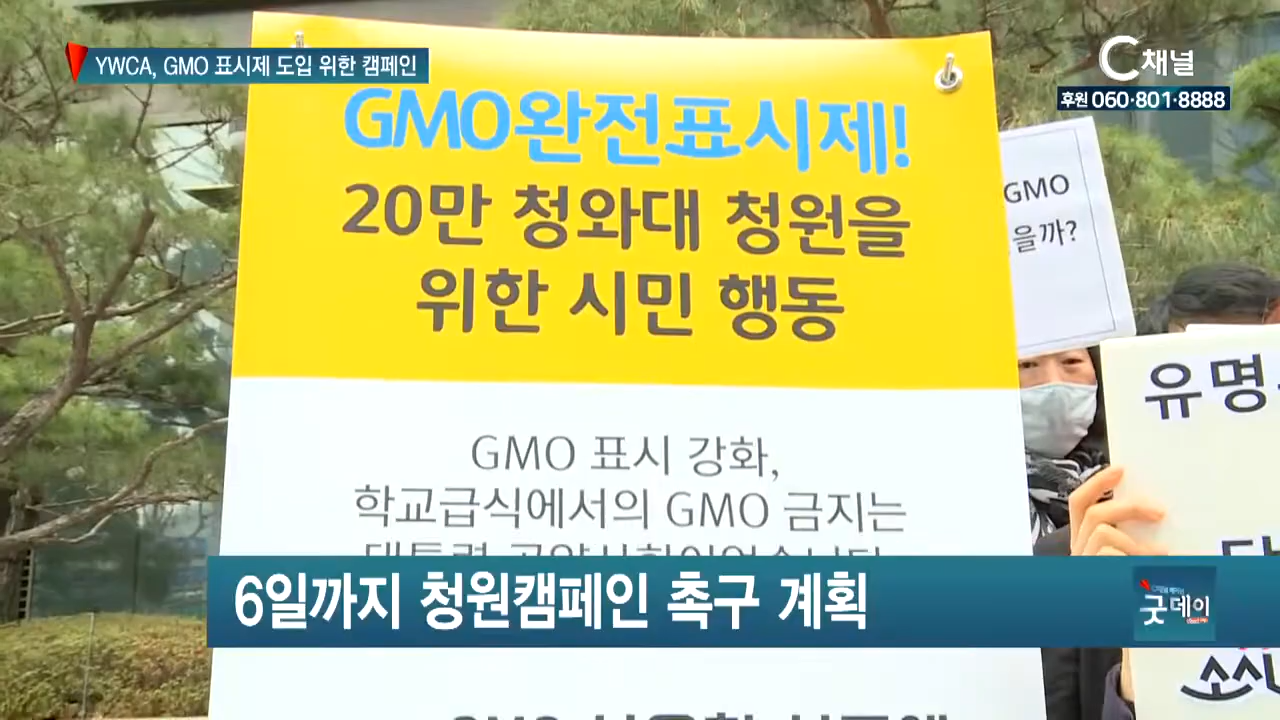 YWCA, GMO 표시제 도입 위한 캠페인
C채널
후원 060·801·8888
GMO완전표시제!
20만 청와대 청원을
위한 시민 행동
GMO
을까?
유명
GMO 표시 강화,
학교급식에서의 GMO 금지는
6일까지 청원캠페인 촉구 계획
굿데이